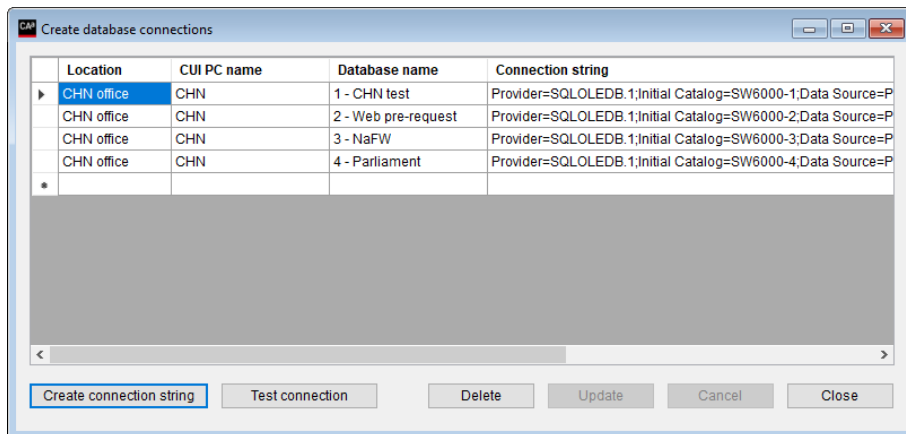 CAᵈ Create database connections
Location CUI PC name Database name Connection string
CHN office CHN 1 - CHN test Provider=SQLOLEDB.1;Initial Catalog=SW6000-1;Data Source=P
CHN office CHN 2 - Web pre-request Provider=SQLOLEDB.1;Initial Catalog=SW6000-2;Data Source=P
CHN office CHN 3 - NaFW Provider=SQLOLEDB.1;Initial Catalog=SW6000-3;Data Source=P
CHN office CHN 4 - Parliament Provider=SQLOLEDB.1;Initial Catalog=SW6000-4;Data Source=P
Create connection string Test connection Delete Update Cancel Close